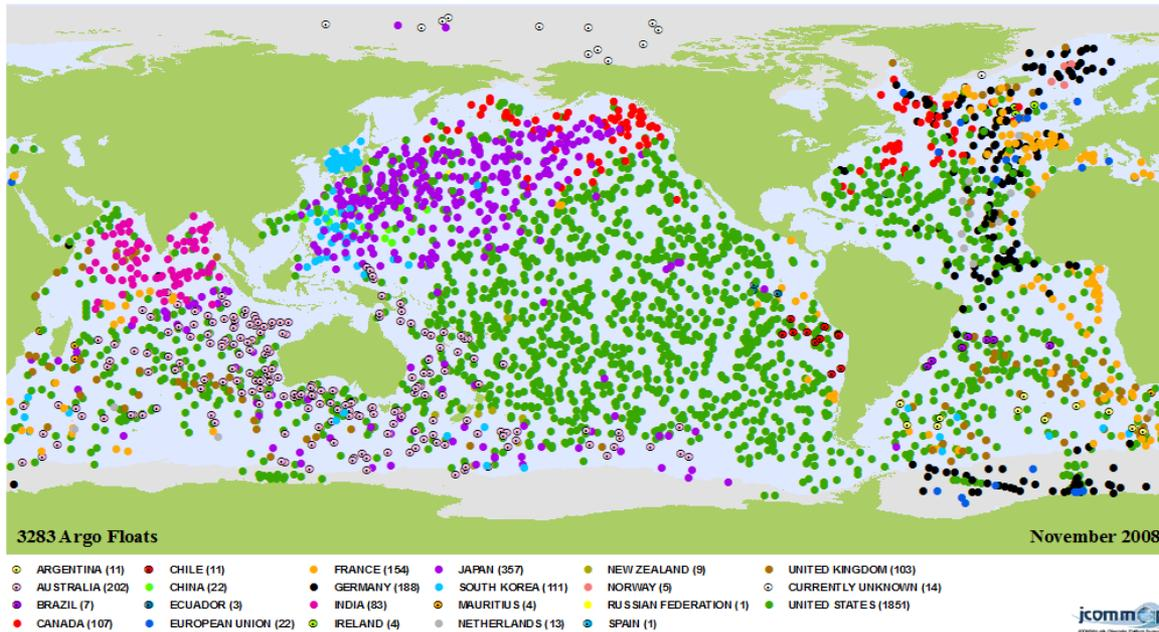 3283 Argo Floats
November 2008
ARGENTINA (11)
CHILE (11)
FRANCE (154)
JAPAN (357)
NEW ZEALAND (9)
UNITED KINGDOM (103)
AUSTRALIA (202)
CHINA (22)
GERMANY (188)
SOUTH KOREA (111)
NORWAY (5)
CURRENTLY UNKNOWN (14)
BRAZIL (7)
ECUADOR (3)
INDIA (83)
MAURITIUS (4)
RUSSIAN FEDERATION (1)
UNITED STATES (1851)
CANADA (107)
EUROPEAN UNION (22)
IRELAND (4)
NETHERLANDS (13)
SPAIN (1)